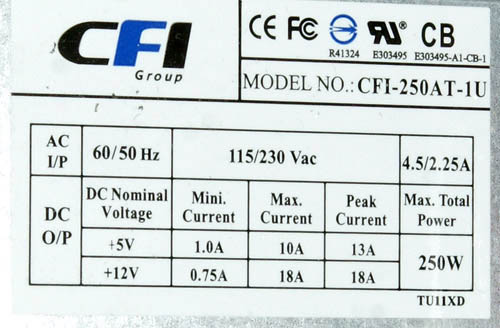 CFI
Group
CE FC RU CB
R41324 E303495 E303495-A1-CB-1
MODEL NO.: CFI-250AT-1U
AC I/P 60/50 Hz 115/230 Vac 4.5/2.25A
DC O/P DC Nominal Voltage Mini. Current Max. Current Peak Current Max. Total Power
+5V 1.0A 10A 13A 250W
+12V 0.75A 18A 18A
TU11XD